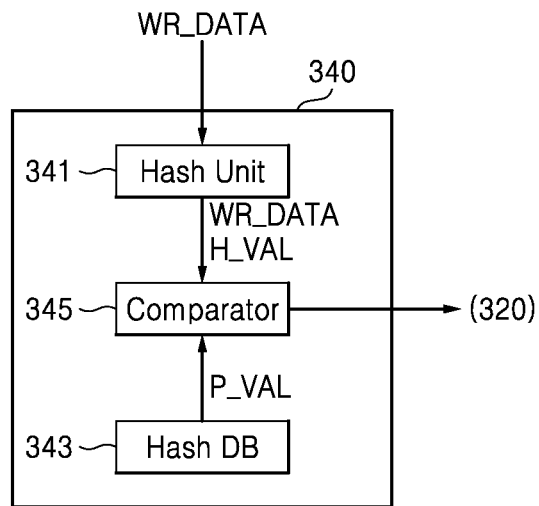 WR_DATA
340
341
Hash Unit
WR_DATA
H_VAL
345
Comparator
(320)
P_VAL
343
Hash DB